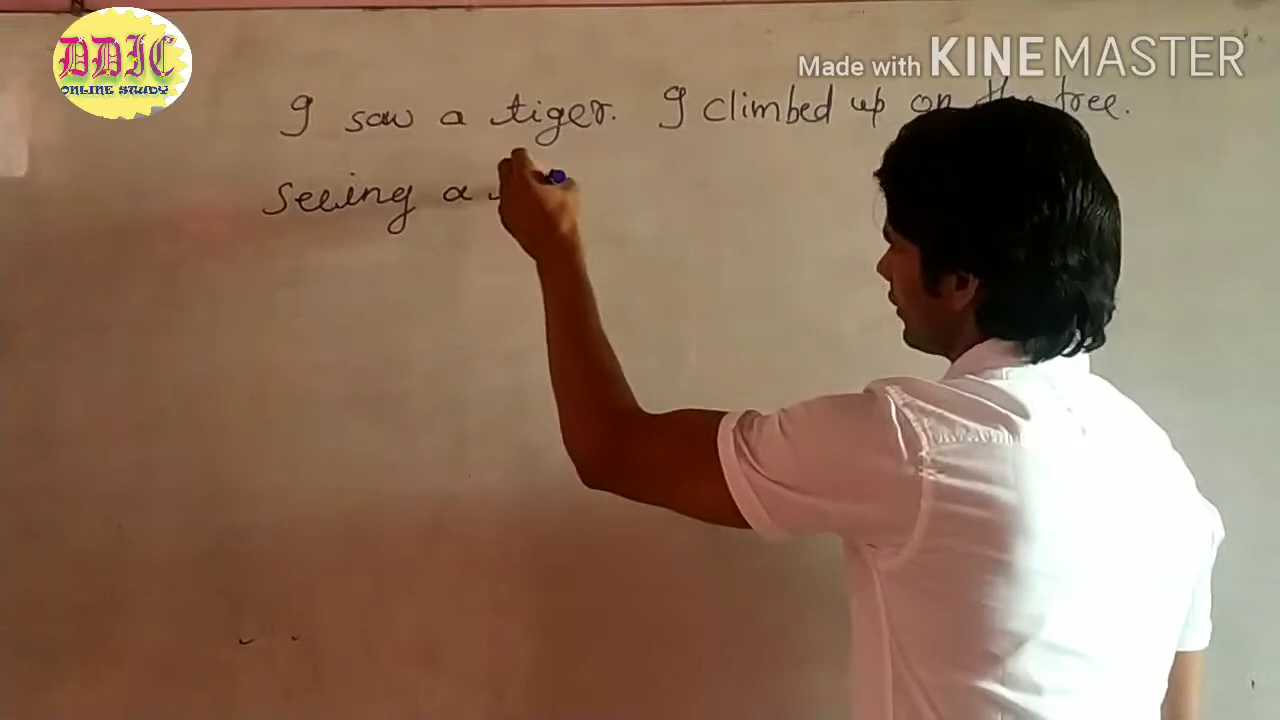 DDIC
ONLINE STUDY
Made with KINEMASTER
I saw a tiger. I climbed up on the tree.
Seeing a